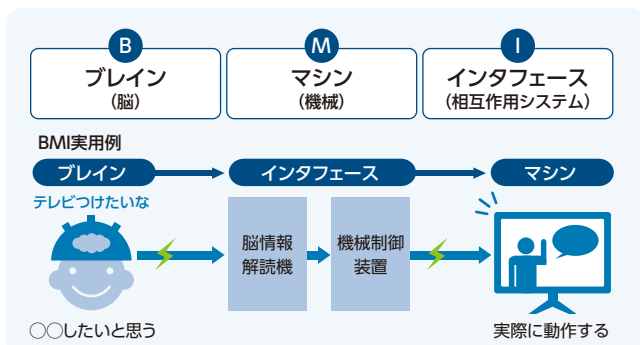 B
ブレイン
(脳)
M
マシン
(機械)
I
インタフェース
(相互作用システム)
BMI実用例
ブレイン
インタフェース
マシン
テレビつけたいな
脳情報
解読機
機械制御
装置
○○したいと思う
実際に動作する